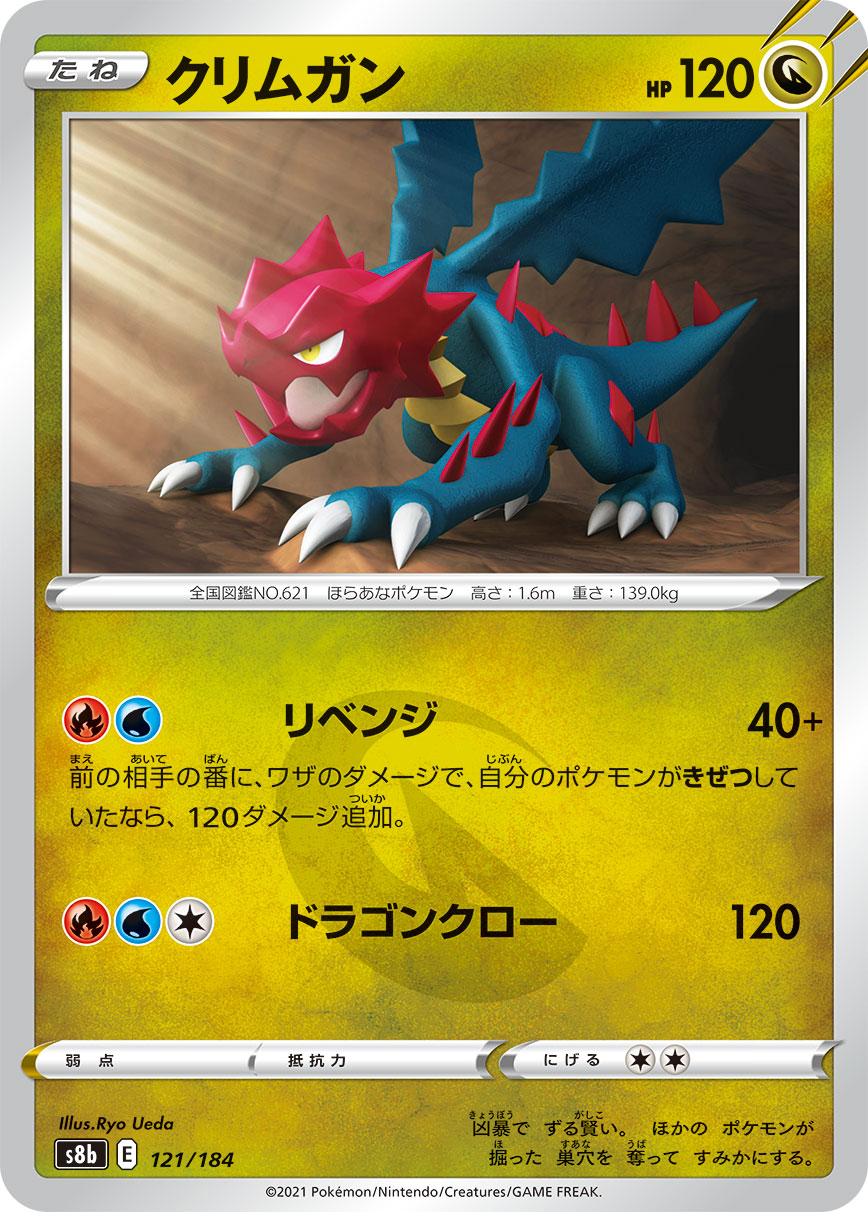 たね クリムガン HP 120
全国図鑑NO.621 ほらあなポケモン 高さ：1.6m 重さ：139.0kg
リベンジ 40+
前の相手の番に、ワザのダメージで、自分のポケモンがきぜつして
いたなら、120ダメージ追加。
ドラゴンクロー 120
弱点 抵抗力 にげる
Illus.Ryo Ueda
凶暴で ずる賢い。 ほかの ポケモンが
掘った 巣穴を 奪って すみかにする。
s8b E 121/184
©2021 Pokémon/Nintendo/Creatures/GAME FREAK.